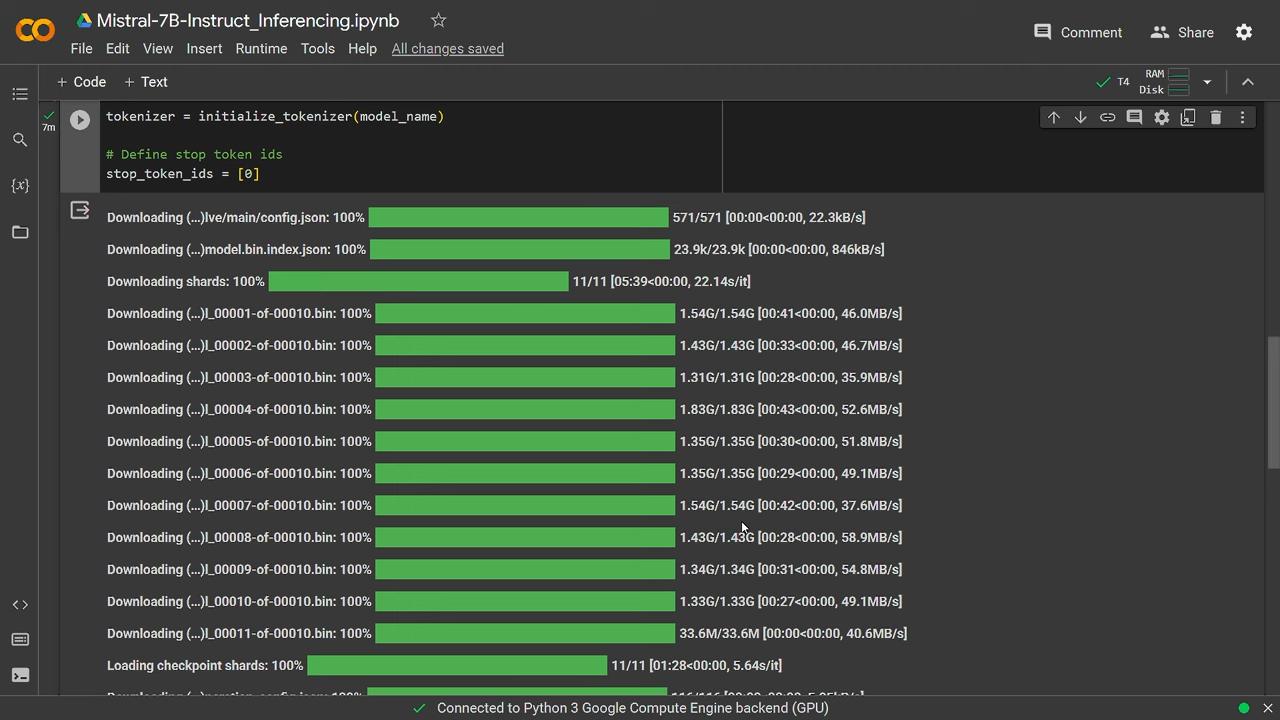 Mistral-7B-Instruct_Inferencing.ipynb
File Edit View Insert Runtime Tools Help All changes saved
Comment Share
+ Code + Text
T4 RAM Disk
7m
tokenizer = initialize_tokenizer(model_name)
# Define stop token ids
stop_token_ids = [0]
{x}
Downloading (…)lve/main/config.json: 100% 571/571 [00:00<00:00, 22.3kB/s]
Downloading (…)model.bin.index.json: 100% 23.9k/23.9k [00:00<00:00, 846kB/s]
Downloading shards: 100% 11/11 [05:39<00:00, 22.14s/it]
Downloading (…)l_00001-of-00010.bin: 100% 1.54G/1.54G [00:41<00:00, 46.0MB/s]
Downloading (…)l_00002-of-00010.bin: 100% 1.43G/1.43G [00:33<00:00, 46.7MB/s]
Downloading (…)l_00003-of-00010.bin: 100% 1.31G/1.31G [00:28<00:00, 35.9MB/s]
Downloading (…)l_00004-of-00010.bin: 100% 1.83G/1.83G [00:43<00:00, 52.6MB/s]
Downloading (…)l_00005-of-00010.bin: 100% 1.35G/1.35G [00:30<00:00, 51.8MB/s]
Downloading (…)l_00006-of-00010.bin: 100% 1.35G/1.35G [00:29<00:00, 49.1MB/s]
Downloading (…)l_00007-of-00010.bin: 100% 1.54G/1.54G [00:42<00:00, 37.6MB/s]
Downloading (…)l_00008-of-00010.bin: 100% 1.43G/1.43G [00:28<00:00, 58.9MB/s]
Downloading (…)l_00009-of-00010.bin: 100% 1.34G/1.34G [00:31<00:00, 54.8MB/s]
Downloading (…)l_00010-of-00010.bin: 100% 1.33G/1.33G [00:27<00:00, 49.1MB/s]
Downloading (…)l_00011-of-00010.bin: 100% 33.6M/33.6M [00:00<00:00, 40.6MB/s]
Loading checkpoint shards: 100% 11/11 [01:28<00:00, 5.64s/it]
Connected to Python 3 Google Compute Engine backend (GPU)